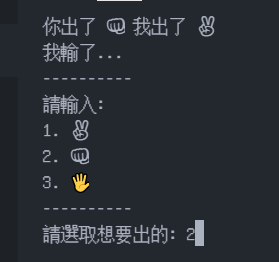 你出了 👊 我出了 ✌
我輸了...
----------
請輸入:
1. ✌
2. 👊
3. 🖐
----------
請選取想要出的: 2